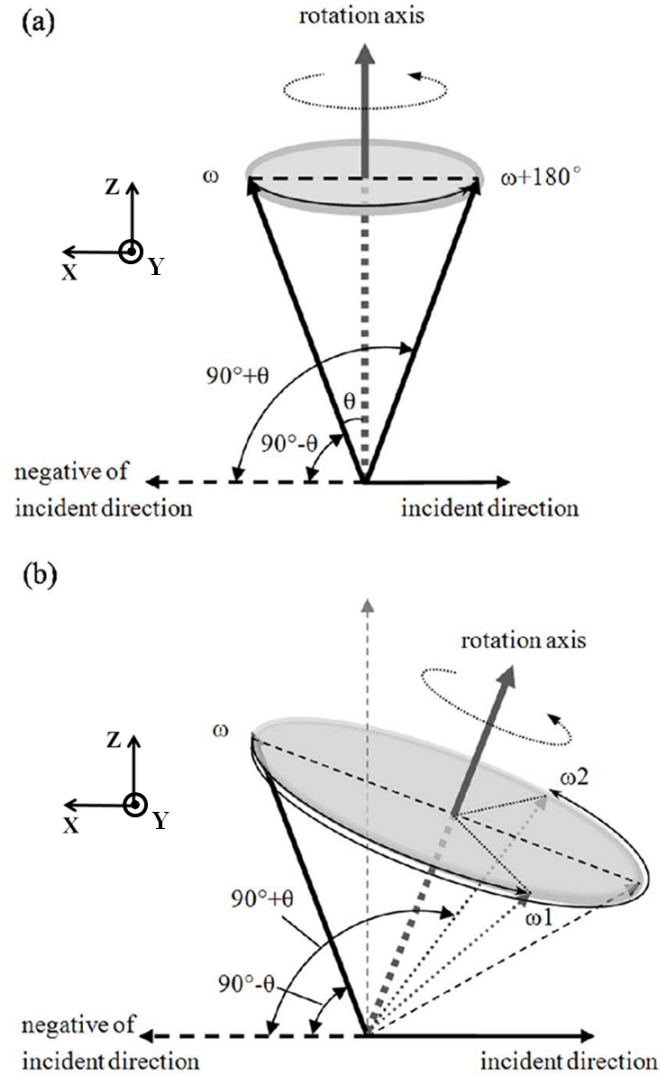 (a)
rotation axis
ω
ω+180°
Z
X
Y
90°+θ
θ
90°-θ
negative of
incident direction
incident direction
(b)
rotation axis
ω
Z
ω2
X
Y
ω1
90°+θ
90°-θ
negative of
incident direction
incident direction